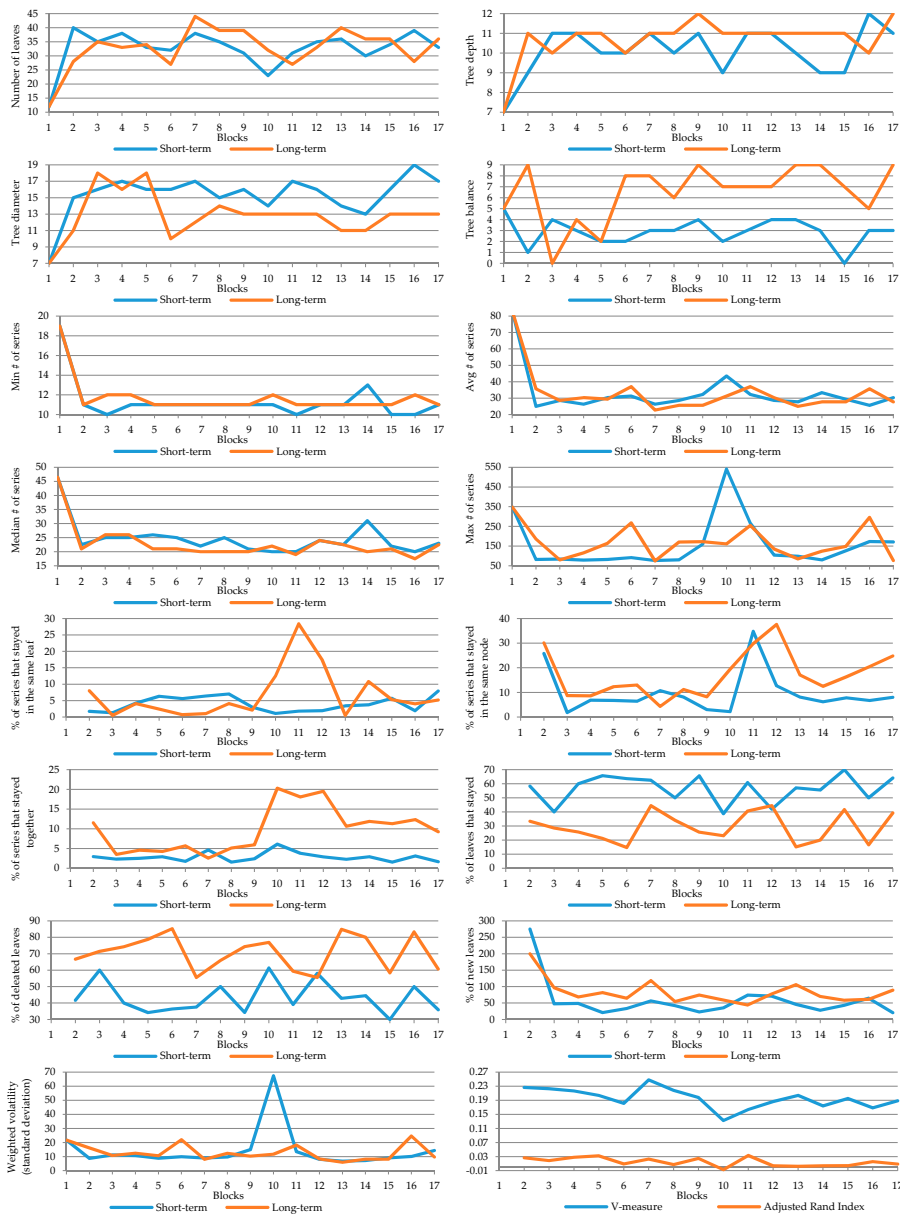 Number of leaves
45
40
35
30
25
20
15
10
1 2 3 4 5 6 7 8 9 10 11 12 13 14 15 16 17
Blocks
Short-term Long-term
Tree depth
12
11
10
9
8
7
1 2 3 4 5 6 7 8 9 10 11 12 13 14 15 16 17
Blocks
Short-term Long-term
Tree diameter
19
17
15
13
11
9
7
1 2 3 4 5 6 7 8 9 10 11 12 13 14 15 16 17
Blocks
Short-term Long-term
Tree balance
9
8
7
6
5
4
3
2
1
0
1 2 3 4 5 6 7 8 9 10 11 12 13 14 15 16 17
Blocks
Short-term Long-term
Min # of series
20
18
16
14
12
10
1 2 3 4 5 6 7 8 9 10 11 12 13 14 15 16 17
Blocks
Short-term Long-term
Avg # of series
80
70
60
50
40
30
20
1 2 3 4 5 6 7 8 9 10 11 12 13 14 15 16 17
Blocks
Short-term Long-term
Median # of series
50
45
40
35
30
25
20
15
1 2 3 4 5 6 7 8 9 10 11 12 13 14 15 16 17
Blocks
Short-term Long-term
Max # of series
550
450
350
250
150
50
1 2 3 4 5 6 7 8 9 10 11 12 13 14 15 16 17
Blocks
Short-term Long-term
% of series that stayed
in the same leaf
30
25
20
15
10
5
0
1 2 3 4 5 6 7 8 9 10 11 12 13 14 15 16 17
Blocks
Short-term Long-term
% of series that stayed
in the same node
40
30
20
10
0
1 2 3 4 5 6 7 8 9 10 11 12 13 14 15 16 17
Blocks
Short-term Long-term
% of series that stayed
together
25
20
15
10
5
0
1 2 3 4 5 6 7 8 9 10 11 12 13 14 15 16 17
Blocks
Short-term Long-term
% of leaves that stayed
70
60
50
40
30
20
10
0
1 2 3 4 5 6 7 8 9 10 11 12 13 14 15 16 17
Blocks
Short-term Long-term
% of deleated leaves
90
80
70
60
50
40
30
1 2 3 4 5 6 7 8 9 10 11 12 13 14 15 16 17
Blocks
Short-term Long-term
% of new leaves
300
250
200
150
100
50
0
1 2 3 4 5 6 7 8 9 10 11 12 13 14 15 16 17
Blocks
Short-term Long-term
Weighted volatility
(standard deviation)
70
60
50
40
30
20
10
0
1 2 3 4 5 6 7 8 9 10 11 12 13 14 15 16 17
Blocks
Short-term Long-term
0.27
0.23
0.19
0.15
0.11
0.07
0.03
-0.01
1 2 3 4 5 6 7 8 9 10 11 12 13 14 15 16 17
Blocks
V-measure Adjusted Rand Index